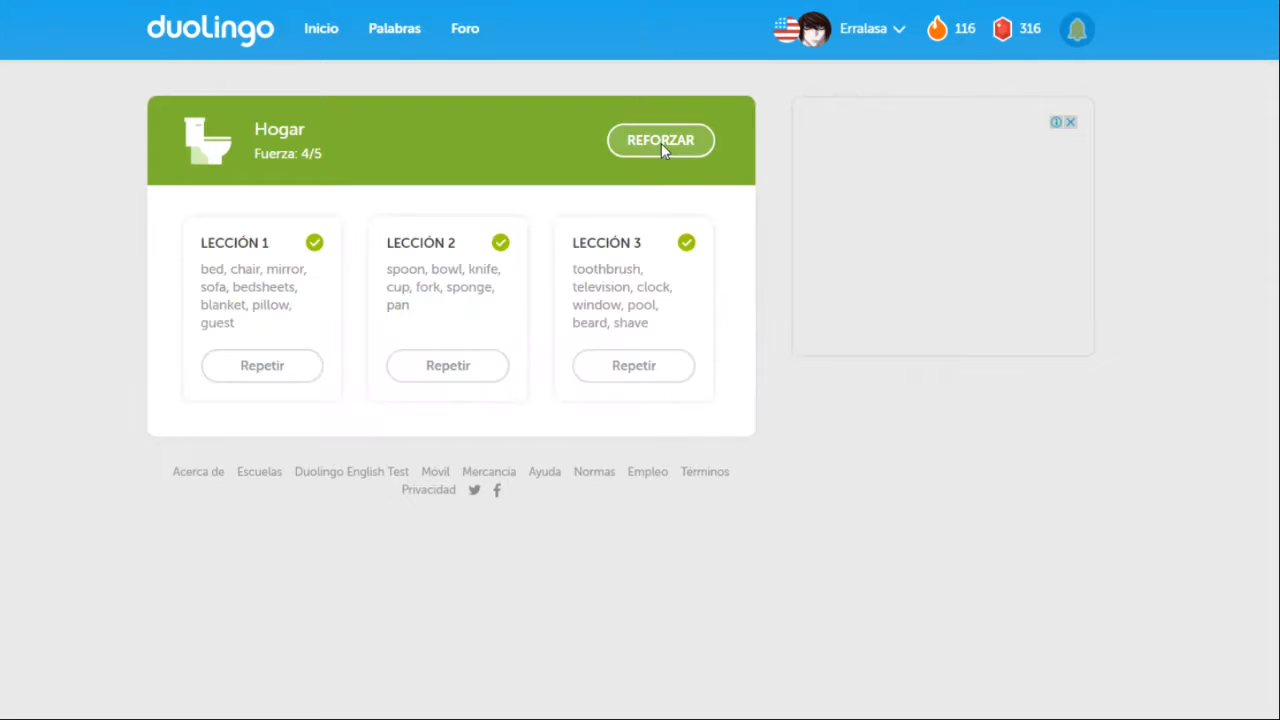 duolingo Inicio Palabras Foro Erralasa 116 316
Hogar
Fuerza: 4/5
REFORZAR
LECCIÓN 1
bed, chair, mirror,
sofa, bedsheets,
blanket, pillow,
guest
Repetir
LECCIÓN 2
spoon, bowl, knife,
cup, fork, sponge,
pan
Repetir
LECCIÓN 3
toothbrush,
television, clock,
window, pool,
beard, shave
Repetir
Acerca de Escuelas Duolingo English Test Móvil Mercancía Ayuda Normas Empleo Términos
Privacidad